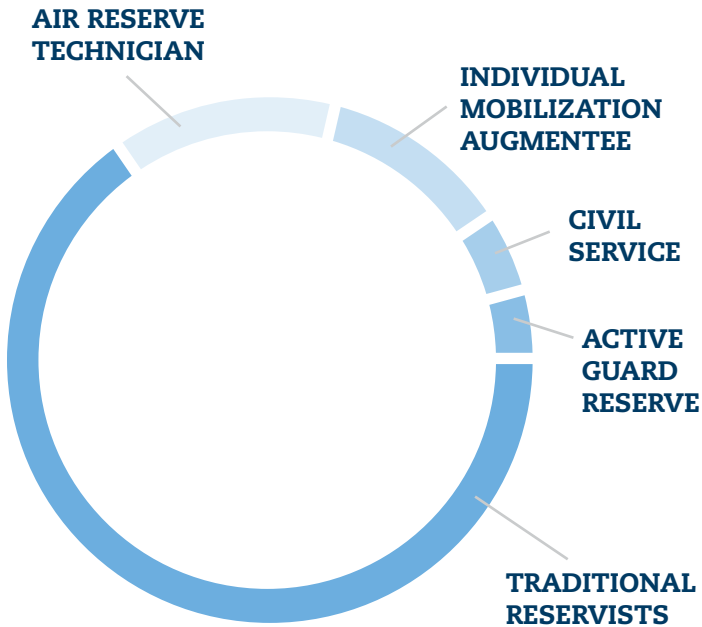 AIR RESERVE
TECHNICIAN
INDIVIDUAL
MOBILIZATION
AUGMENTEE
CIVIL
SERVICE
ACTIVE
GUARD
RESERVE
TRADITIONAL
RESERVISTS